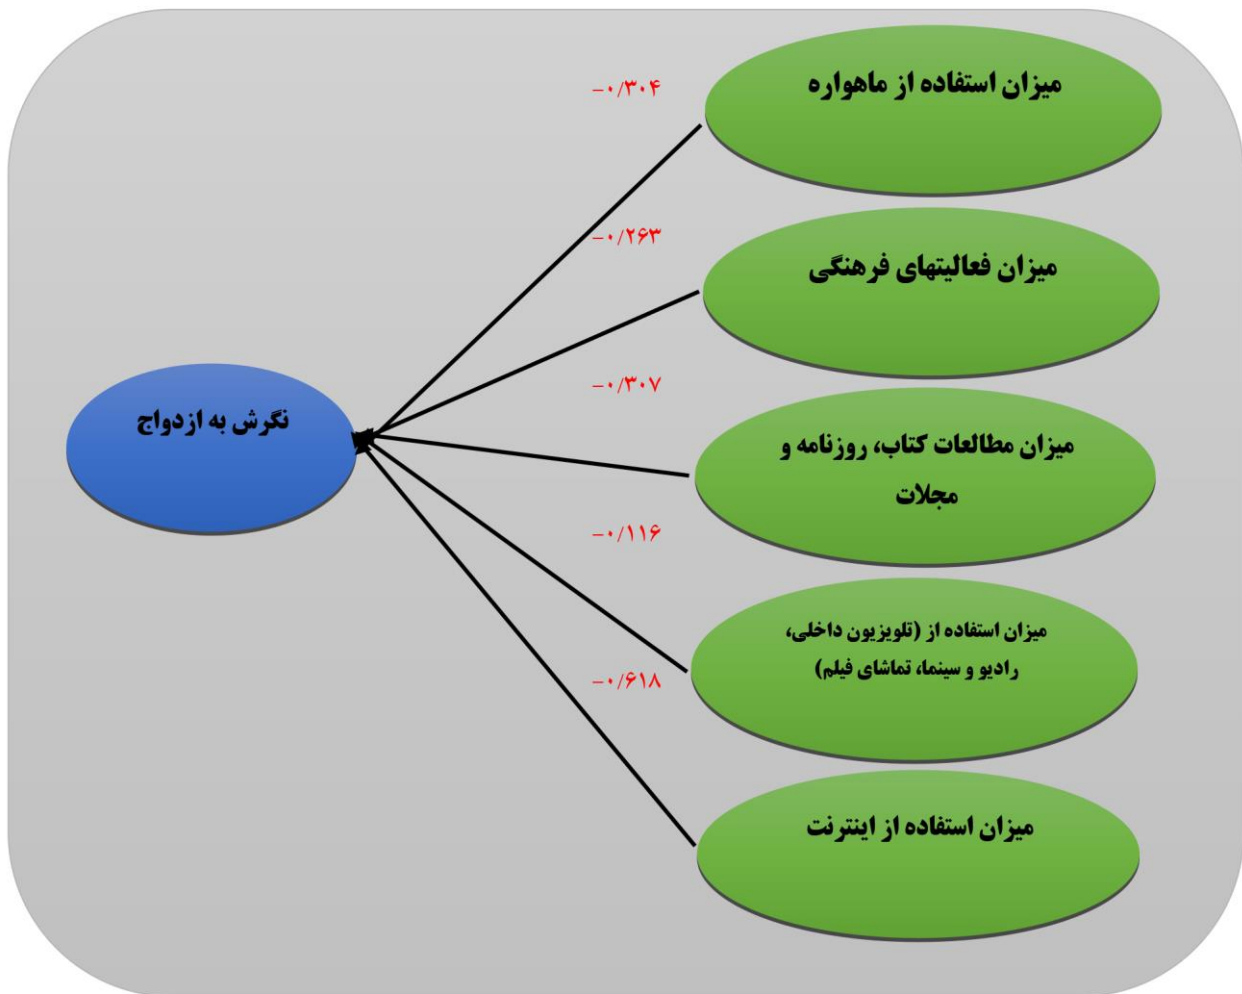 میزان استفاده از ماهواره
-۰/۳۰۴
میزان فعالیتهای فرهنگی
-۰/۲۶۳
میزان مطالعات کتاب، روزنامه و
مجلات
-۰/۳۰۷
نگرش به ازدواج
میزان استفاده از (تلویزیون داخلی،
رادیو و سینما، تماشای فیلم)
-۰/۱۱۶
میزان استفاده از اینترنت
-۰/۶۱۸